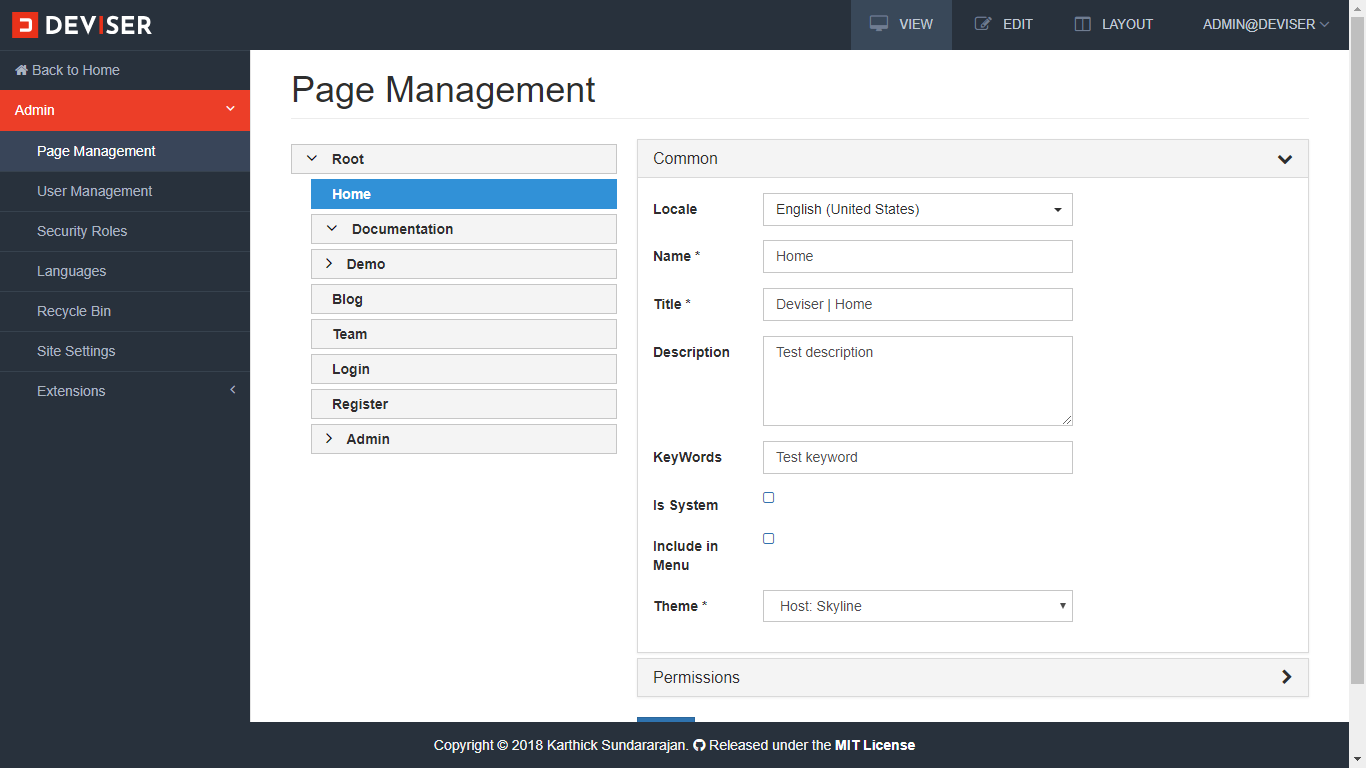 DEVISER
VIEW
EDIT
LAYOUT
ADMIN@DEVISER
Back to Home
Admin
Page Management
User Management
Security Roles
Languages
Recycle Bin
Site Settings
Extensions
Page Management
Root
Home
Documentation
Demo
Blog
Team
Login
Register
Admin
Common
Locale
English (United States)
Name *
Home
Title *
Deviser | Home
Description
Test description
KeyWords
Test keyword
Is System
Include in
Menu
Theme *
Host: Skyline
Permissions
Copyright © 2018 Karthick Sundararajan. Released under the MIT License